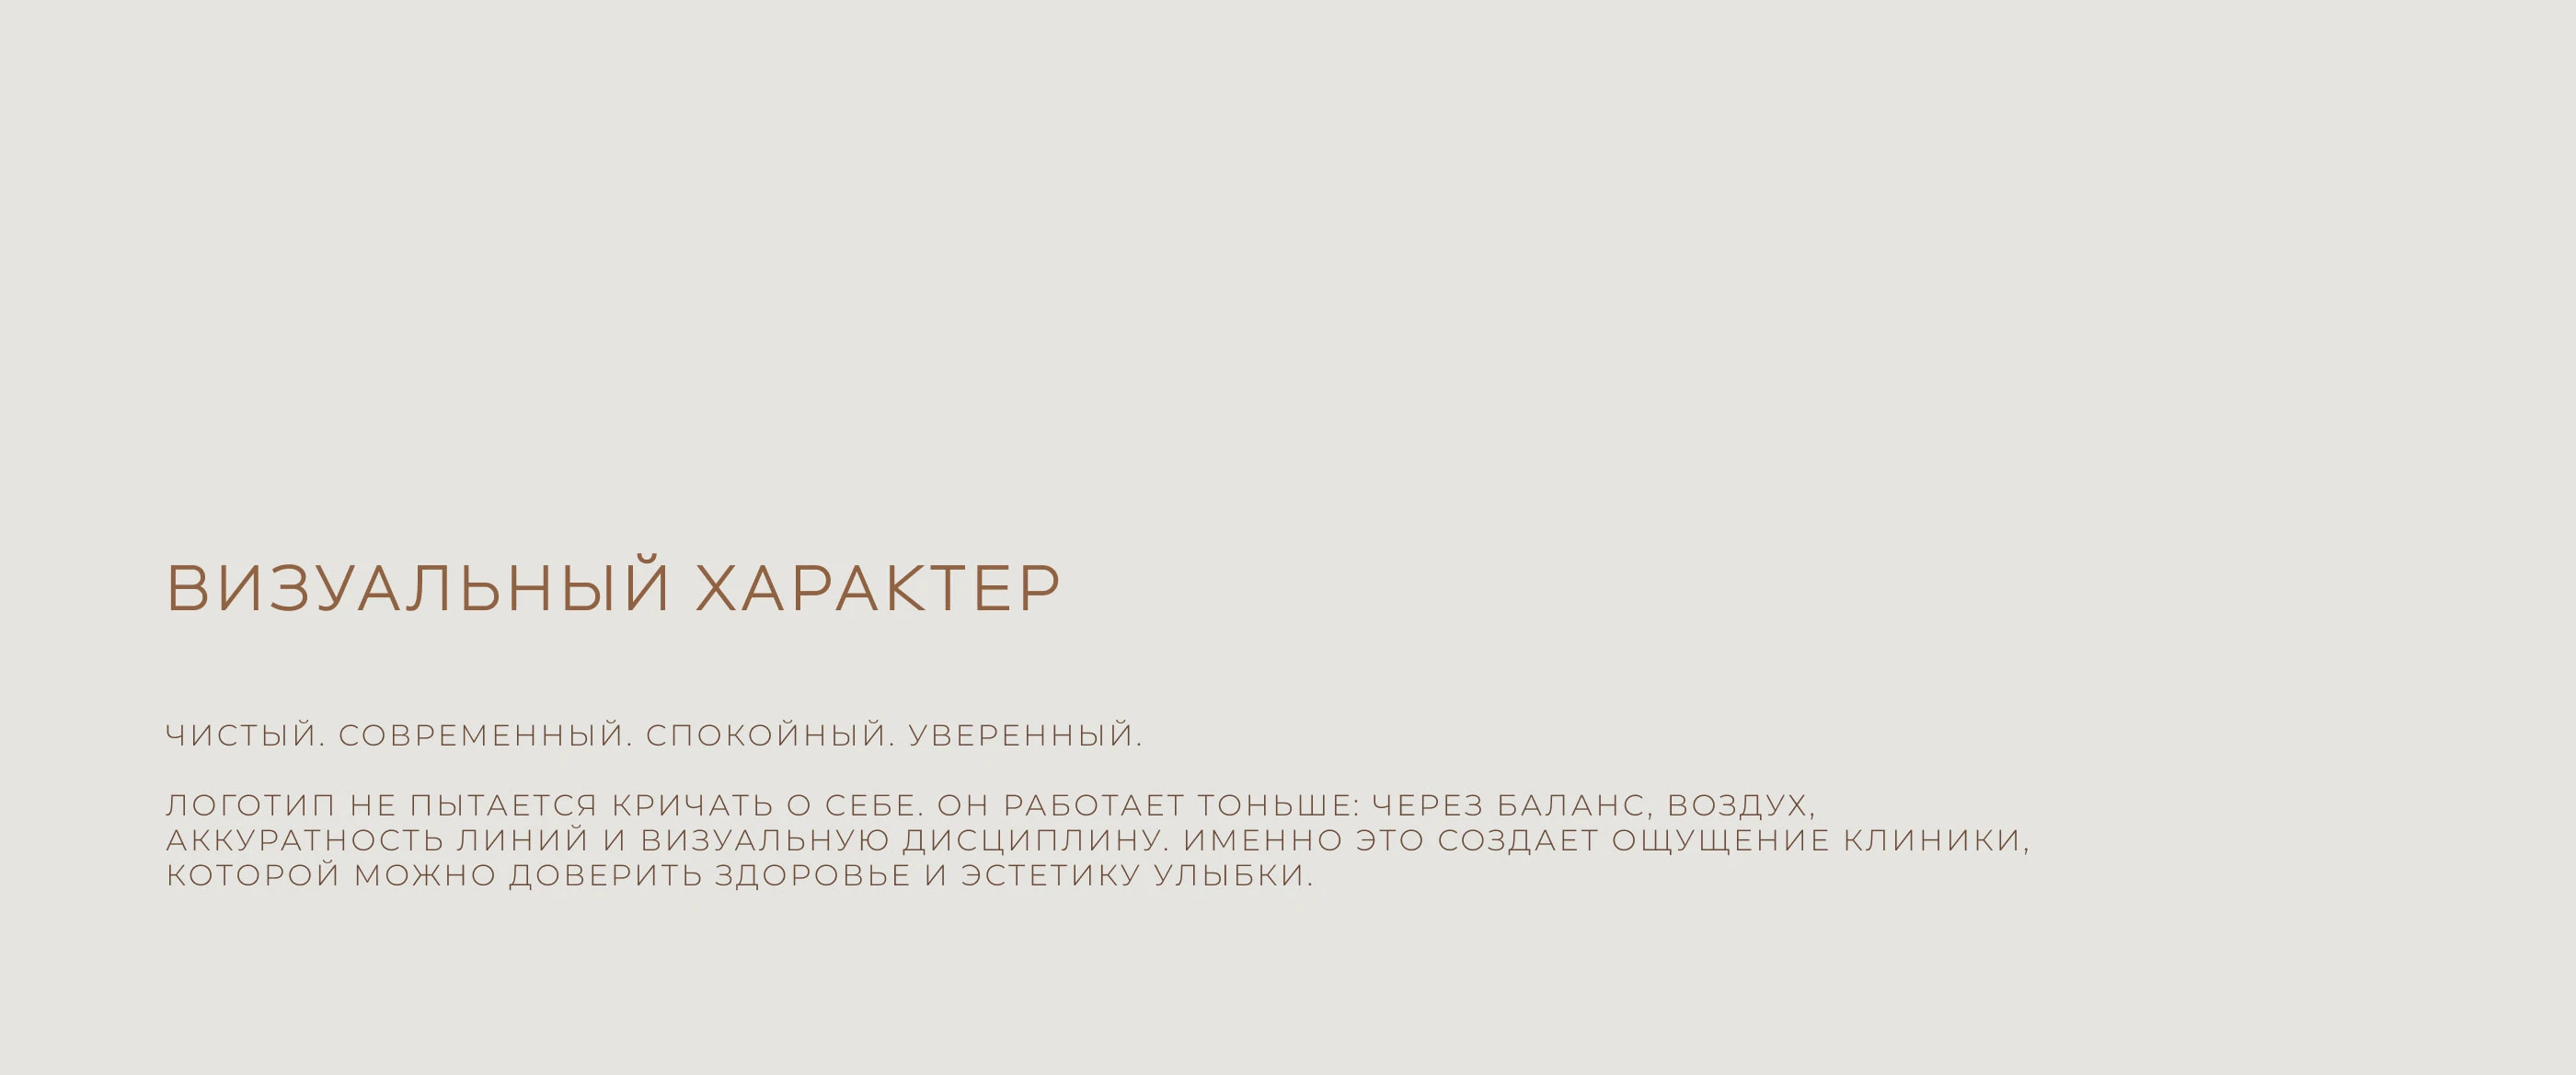 ВИЗУАЛЬНЫЙ ХАРАКТЕР
ЧИСТЫЙ. СОВРЕМЕННЫЙ. СПОКОЙНЫЙ. УВЕРЕННЫЙ.
ЛОГОТИП НЕ ПЫТАЕТСЯ КРИЧАТЬ О СЕБЕ. ОН РАБОТАЕТ ТОНЬШЕ: ЧЕРЕЗ БАЛАНС, ВОЗДУХ,
АККУРАТНОСТЬ ЛИНИЙ И ВИЗУАЛЬНУЮ ДИСЦИПЛИНУ. ИМЕННО ЭТО СОЗДАЕТ ОЩУЩЕНИЕ КЛИНИКИ,
КОТОРОЙ МОЖНО ДОВЕРИТЬ ЗДОРОВЬЕ И ЭСТЕТИКУ УЛЫБКИ.